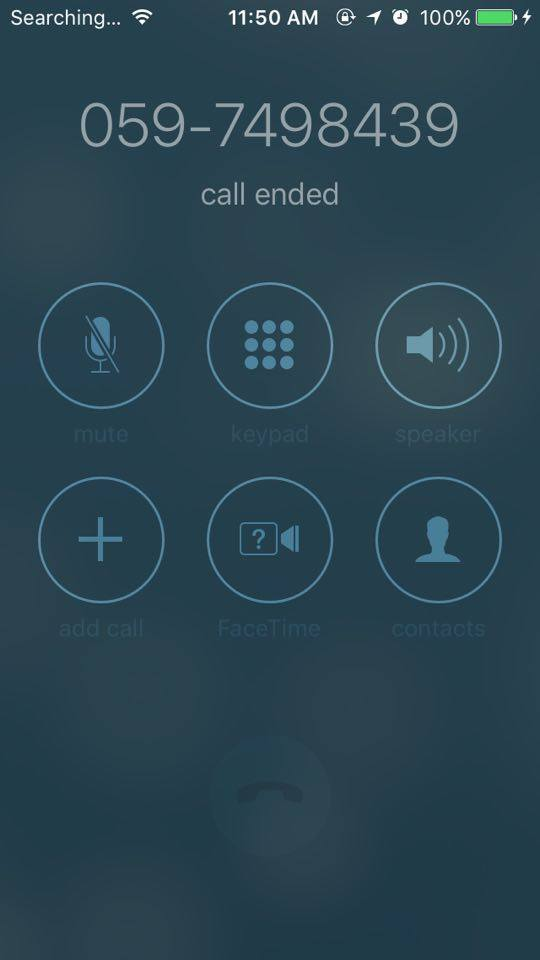 Searching... 11:50 AM 100%
059-7498439
call ended
mute keypad speaker
?
add call FaceTime contacts